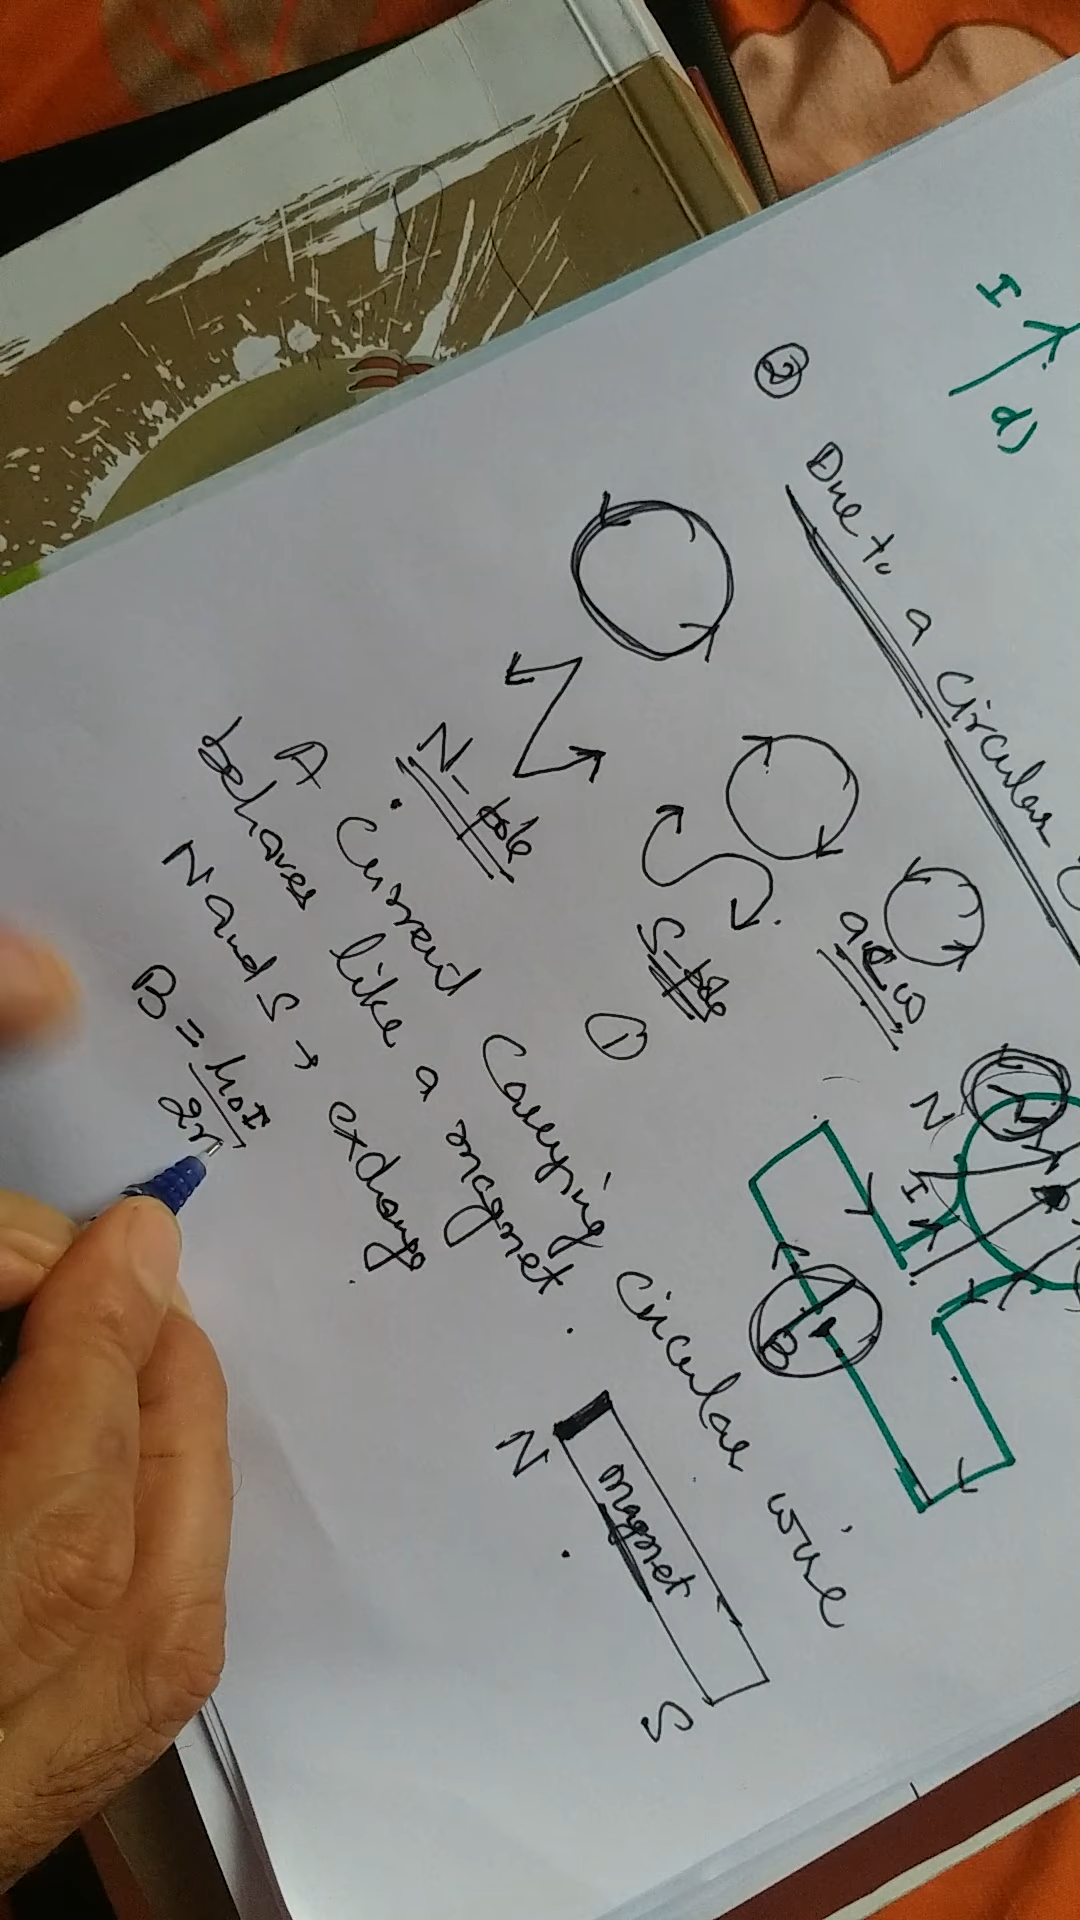 I
d)
②
Due to a Circular
acw
N-pole
S-pole
①
N
I
B
A Current Carrying Circular wire
behaves like a magnet.
N and S → exchange
B = μ₀I
2r
N
magnet
S